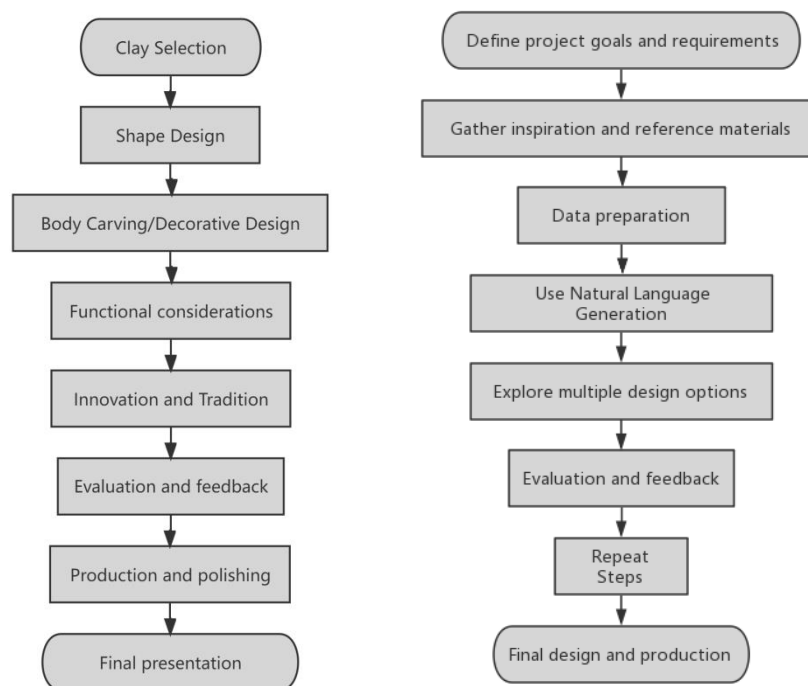 Clay Selection
Shape Design
Body Carving/Decorative Design
Functional considerations
Innovation and Tradition
Evaluation and feedback
Production and polishing
Final presentation
Define project goals and requirements
Gather inspiration and reference materials
Data preparation
Use Natural Language
Generation
Explore multiple design options
Evaluation and feedback
Repeat
Steps
Final design and production